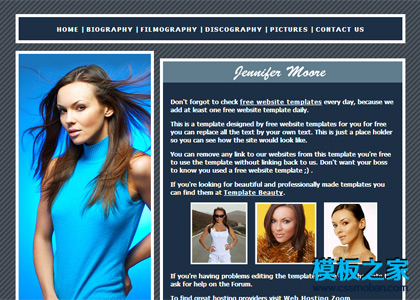 HOME | BIOGRAPHY | FILMOGRAPHY | DISCOGRAPHY | PICTURES | CONTACT US
Jennifer Moore
Don't forgot to check free website templates every day, because we
add at least one free website template daily.
This is a template designed by free website templates for you for free
you can replace all the text by your own text. This is just a place holder
so you can see how the site would look like.
You can remove any link to our websites from this template you're free
to use the template without linking back to us. Don't want your boss
to know you used a free website template ;) .
If you're looking for beautiful and professionally made templates you
can find them at Template Beauty.
If you're having problems editing the template
ask for help on the Forum.
To find great hosting providers visit Web Hosting Zoom
模板之家
www.cssmoban.com